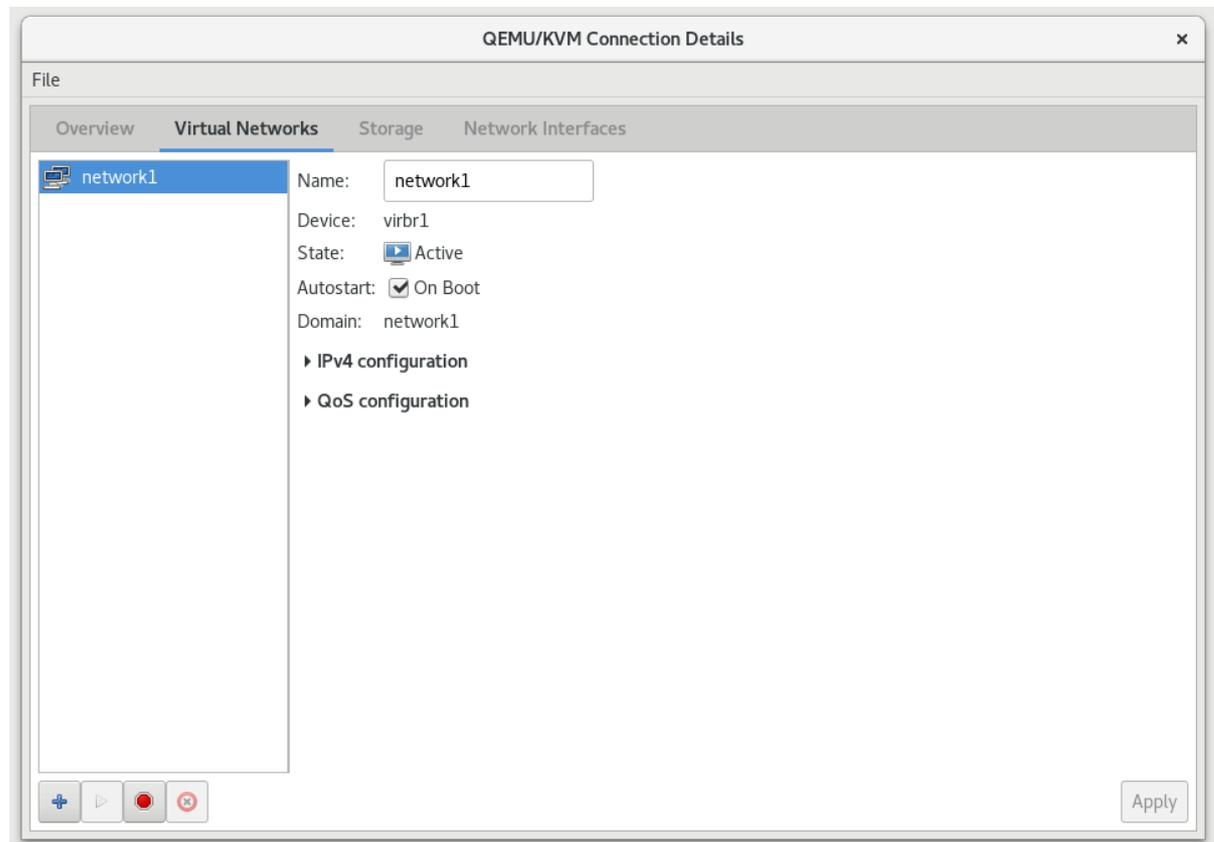 QEMU/KVM Connection Details
File
Overview Virtual Networks Storage Network Interfaces
network1
Name: network1
Device: virbr1
State: Active
Autostart: On Boot
Domain: network1
IPv4 configuration
QoS configuration
Apply